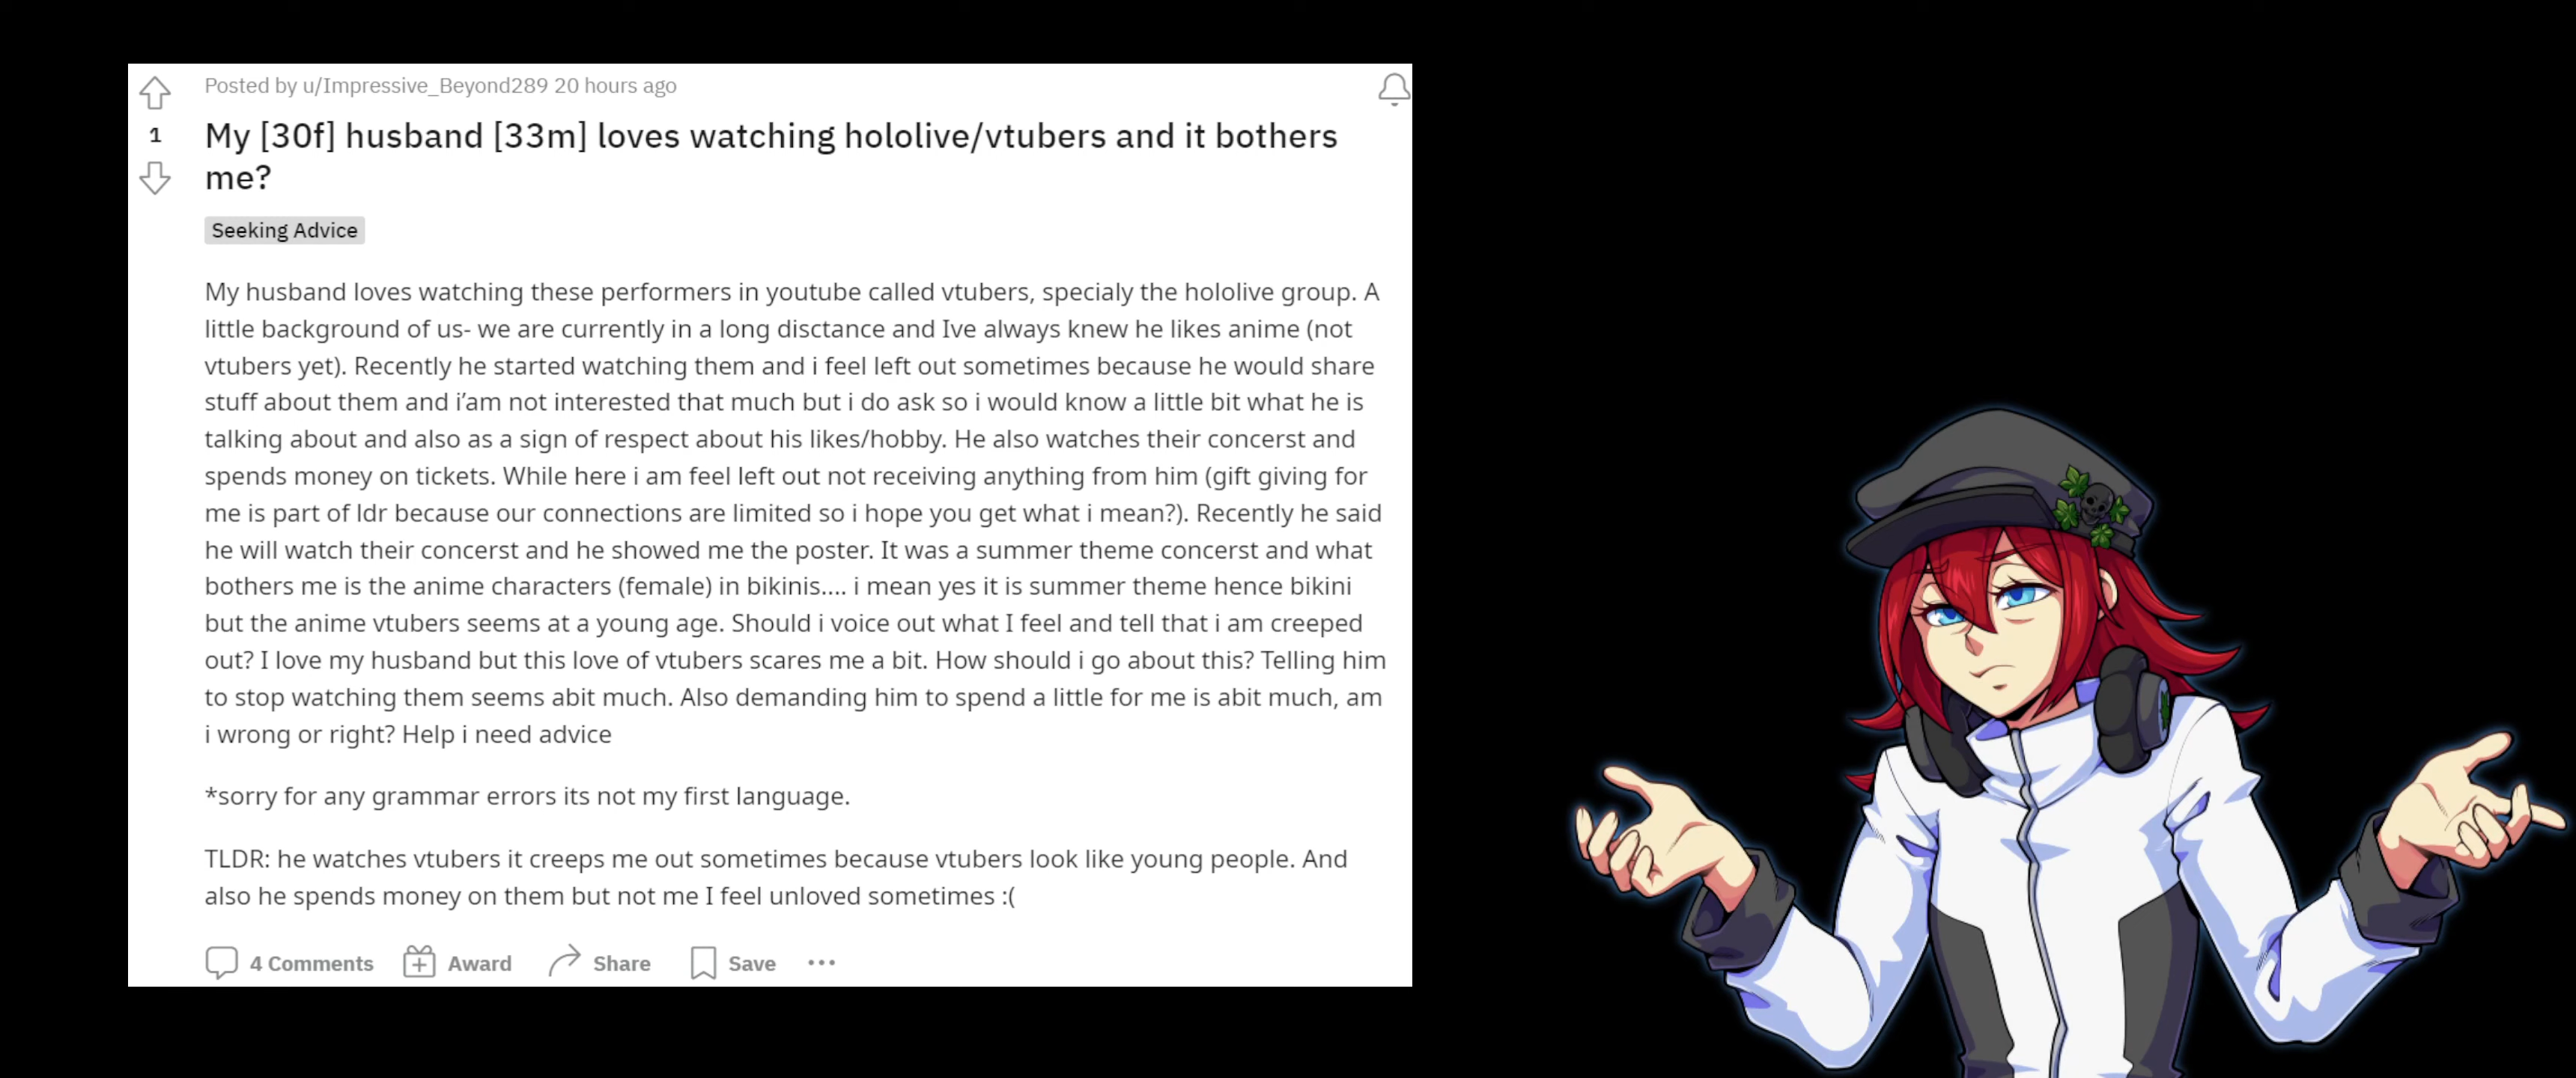 Posted by u/Impressive_Beyond289 20 hours ago
1
My [30f] husband [33m] loves watching hololive/vtubers and it bothers
me?
Seeking Advice
My husband loves watching these performers in youtube called vtubers, specialy the hololive group. A
little background of us- we are currently in a long disctance and Ive always knew he likes anime (not
vtubers yet). Recently he started watching them and i feel left out sometimes because he would share
stuff about them and i'am not interested that much but i do ask so i would know a little bit what he is
talking about and also as a sign of respect about his likes/hobby. He also watches their concerst and
spends money on tickets. While here i am feel left out not receiving anything from him (gift giving for
me is part of ldr because our connections are limited so i hope you get what i mean?). Recently he said
he will watch their concerst and he showed me the poster. It was a summer theme concerst and what
bothers me is the anime characters (female) in bikinis.... i mean yes it is summer theme hence bikini
but the anime vtubers seems at a young age. Should i voice out what I feel and tell that i am creeped
out? I love my husband but this love of vtubers scares me a bit. How should i go about this? Telling him
to stop watching them seems abit much. Also demanding him to spend a little for me is abit much, am
i wrong or right? Help i need advice
*sorry for any grammar errors its not my first language.
TLDR: he watches vtubers it creeps me out sometimes because vtubers look like young people. And
also he spends money on them but not me I feel unloved sometimes :(
4 Comments Award Share Save ...